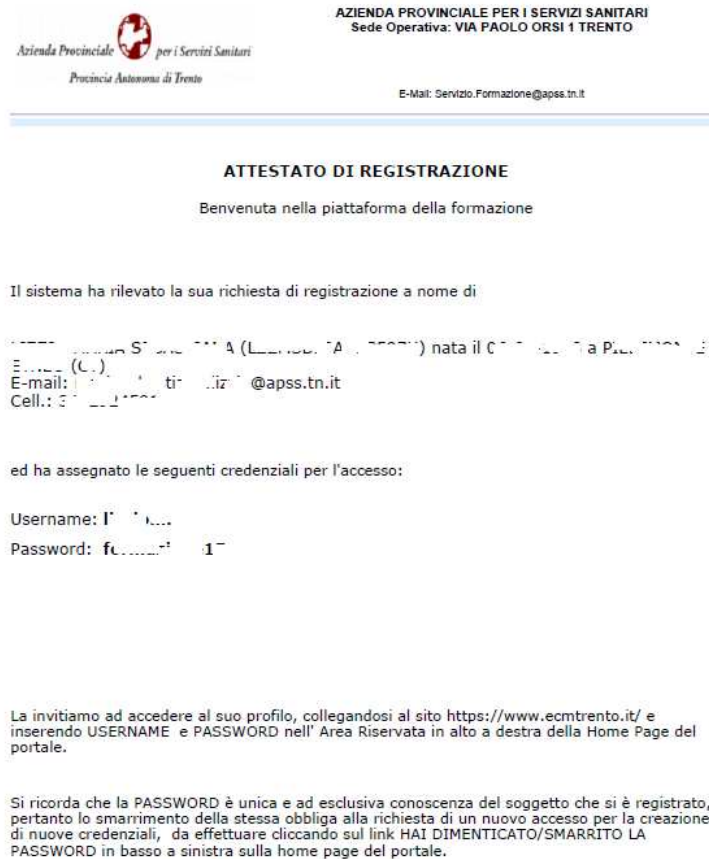 Azienda Provinciale per i Servizi Sanitari
Provincia Autonoma di Trento
AZIENDA PROVINCIALE PER I SERVIZI SANITARI
Sede Operativa: VIA PAOLO ORSI 1 TRENTO
E-Mail: Servizio.Formazione@apss.tn.it
ATTESTATO DI REGISTRAZIONE
Benvenuta nella piattaforma della formazione
Il sistema ha rilevato la sua richiesta di registrazione a nome di
nata il a
E-mail: @apss.tn.it
Cell.:
ed ha assegnato le seguenti credenziali per l'accesso:
Username:
Password:
La invitiamo ad accedere al suo profilo, collegandosi al sito https://www.ecmtrento.it/ e
inserendo USERNAME e PASSWORD nell' Area Riservata in alto a destra della Home Page del
portale.
Si ricorda che la PASSWORD è unica e ad esclusiva conoscenza del soggetto che si è registrato,
pertanto lo smarrimento della stessa obbliga alla richiesta di un nuovo accesso per la creazione
di nuove credenziali, da effettuare cliccando sul link HAI DIMENTICATO/SMARRITO LA
PASSWORD in basso a sinistra sulla home page del portale.